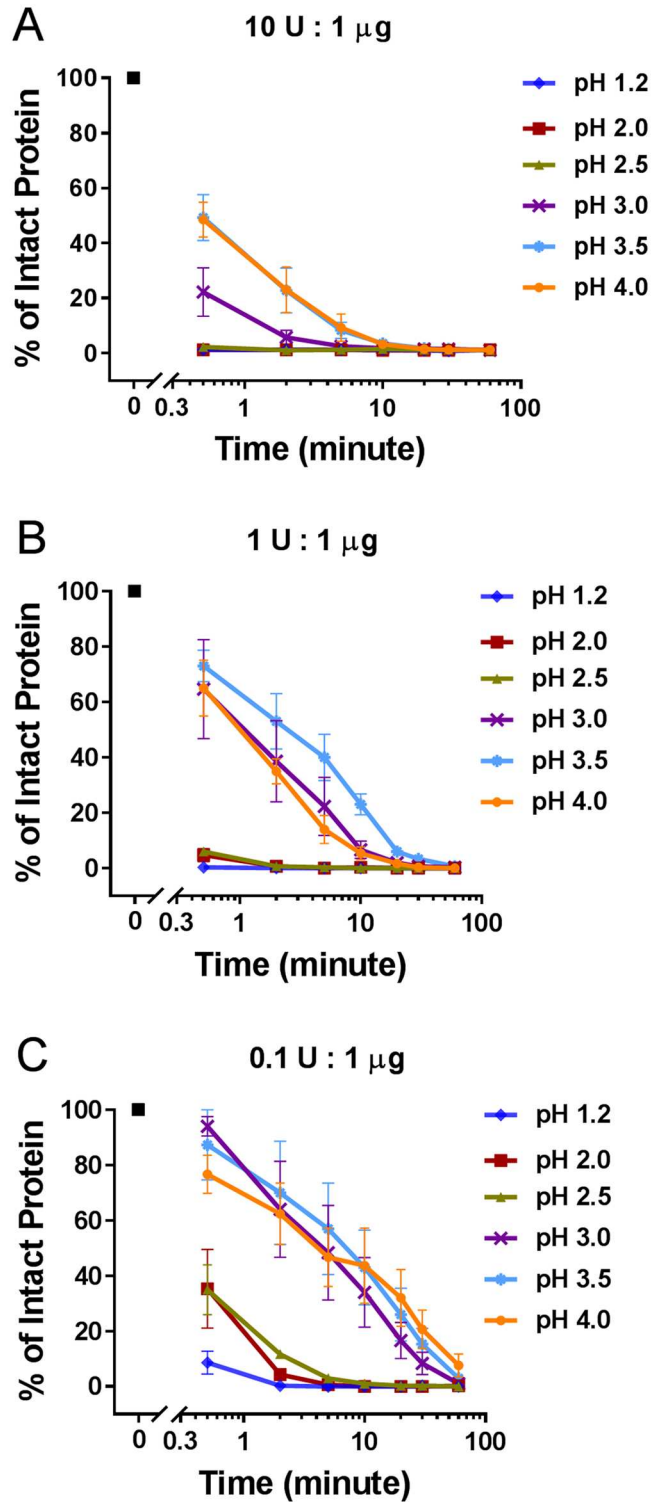 A
10 U : 1 μg
% of Intact Protein
100
80
60
40
20
0
0 0.3 1 10 100
Time (minute)
pH 1.2
pH 2.0
pH 2.5
pH 3.0
pH 3.5
pH 4.0
B
1 U : 1 μg
% of Intact Protein
100
80
60
40
20
0
0 0.3 1 10 100
Time (minute)
pH 1.2
pH 2.0
pH 2.5
pH 3.0
pH 3.5
pH 4.0
C
0.1 U : 1 μg
% of Intact Protein
100
80
60
40
20
0
0 0.3 1 10 100
Time (minute)
pH 1.2
pH 2.0
pH 2.5
pH 3.0
pH 3.5
pH 4.0